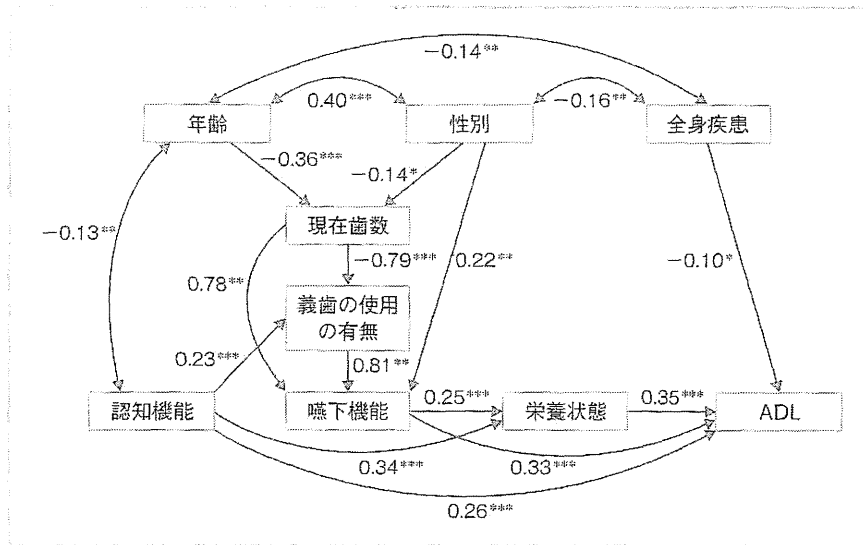 −0.14**
0.40***
−0.16**
年齢
性別
全身疾患
−0.36***
−0.14*
−0.13**
現在歯数
−0.79***
0.22**
−0.10*
0.78**
義歯の使用
の有無
0.23***
0.81**
認知機能
嚥下機能
0.25***
栄養状態
0.35***
ADL
0.34***
0.33***
0.26***